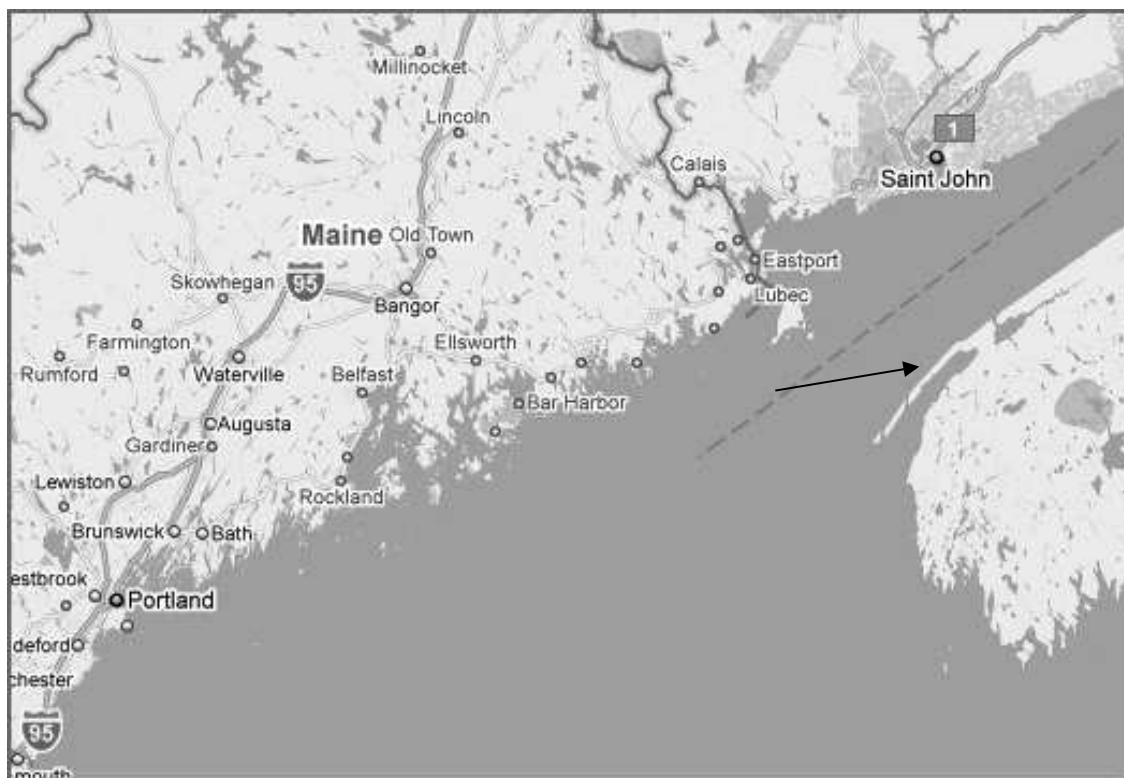 Millinocket
Lincoln
1
Calais
Saint John
Maine
Old Town
Eastport
Skowhegan
95
Bangor
Lubec
Farmington
Ellsworth
Rumford
Waterville
Belfast
Bar Harbor
Augusta
Gardiner
Lewiston
Rockland
Brunswick
Bath
estbrook
Portland
deford
chester
95
mouth